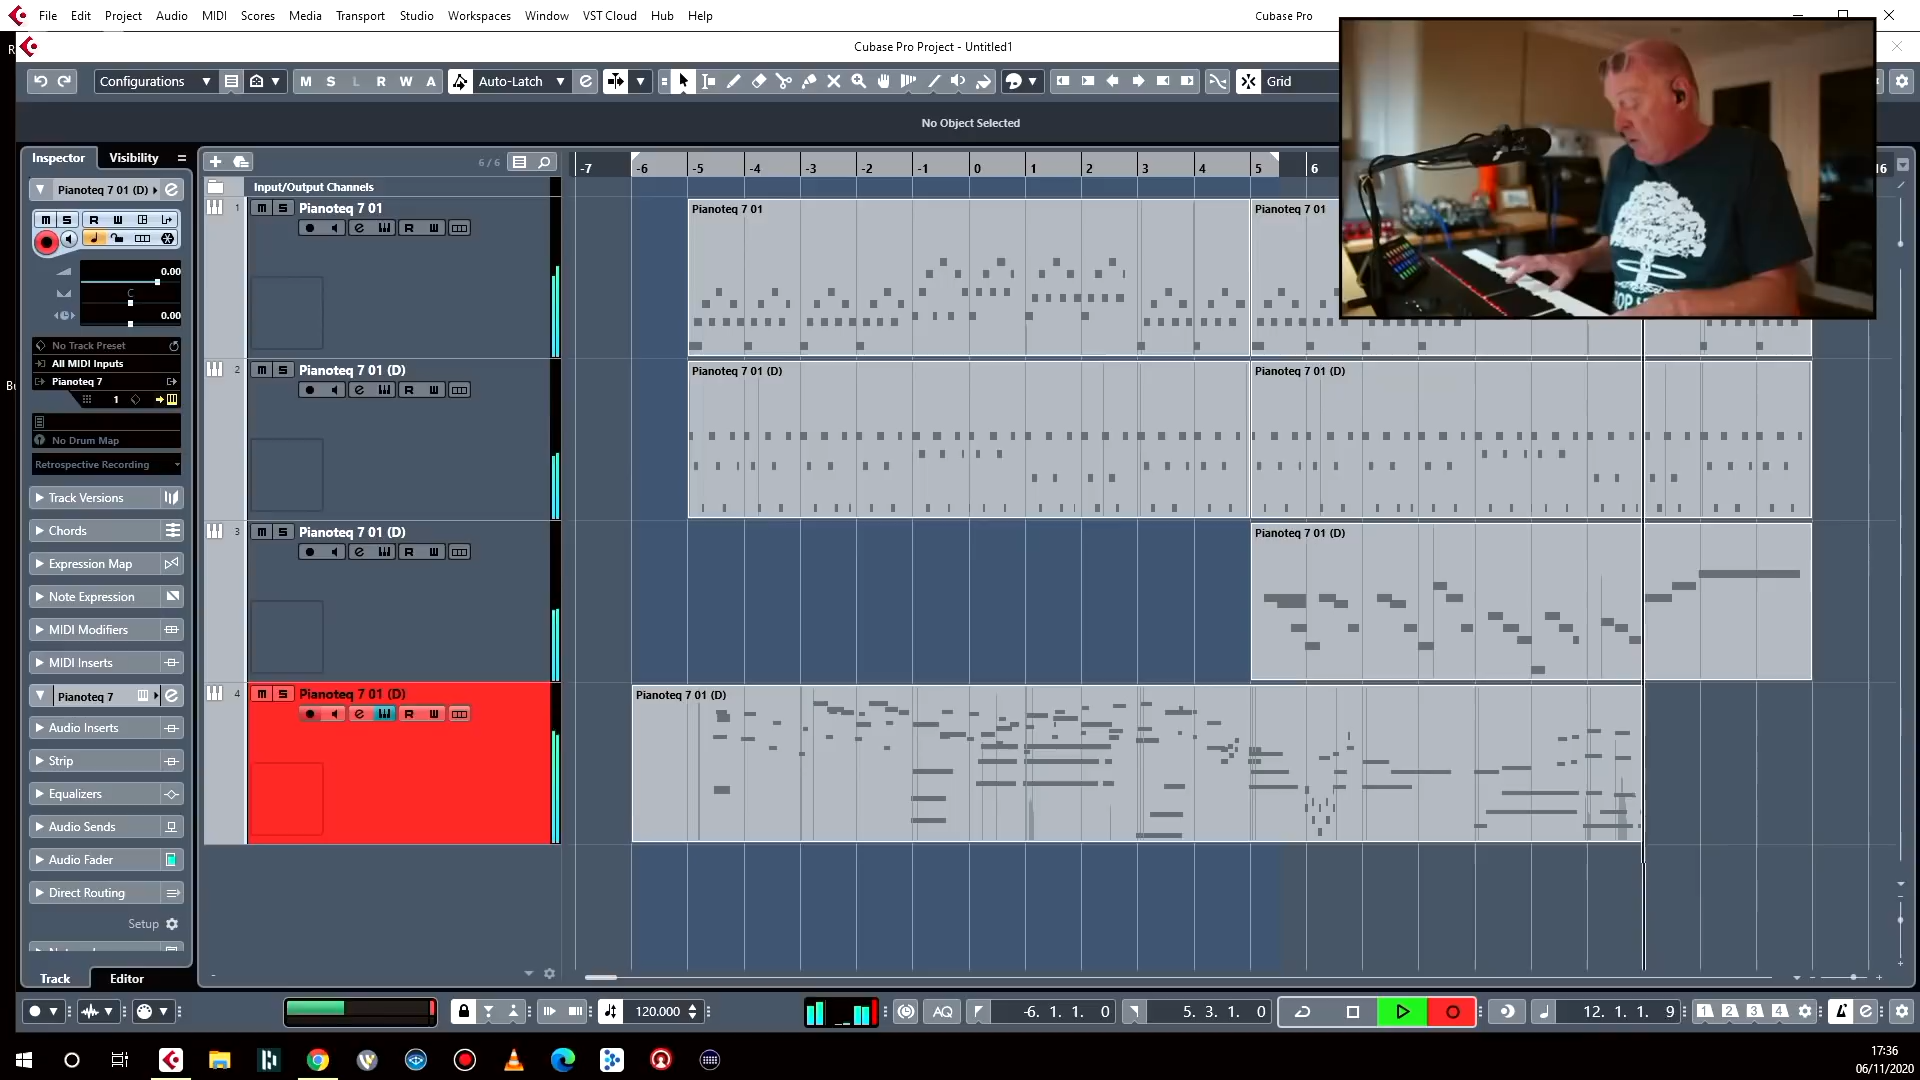 File Edit Project Audio MIDI Scores Media Transport Studio Workspaces Window VST Cloud Hub Help
Cubase Pro
Cubase Pro Project - Untitled1
Configurations M S L R W A Auto-Latch Grid
No Object Selected
Inspector Visibility
6 / 6
-7 -6 -5 -4 -3 -2 -1 0 1 2 3 4 5 6 16
Pianoteq 7 01 (D)
Input/Output Channels
M S R W
0.00
C
0.00
No Track Preset
All MIDI Inputs
Pianoteq 7
1
No Drum Map
Retrospective Recording
Track Versions
Chords
Expression Map
Note Expression
MIDI Modifiers
MIDI Inserts
Pianoteq 7
Audio Inserts
Strip
Equalizers
Audio Sends
Audio Fader
Direct Routing
Setup
Track Editor
1 M S Pianoteq 7 01
R W
2 M S Pianoteq 7 01 (D)
R W
3 M S Pianoteq 7 01 (D)
R W
4 M S Pianoteq 7 01 (D)
R W
Pianoteq 7 01 Pianoteq 7 01
Pianoteq 7 01 (D) Pianoteq 7 01 (D)
Pianoteq 7 01 (D)
Pianoteq 7 01 (D)
120.000 AQ -6. 1. 1. 0 5. 3. 1. 0 12. 1. 1. 9 1 2 3 4
17:36
06/11/2020